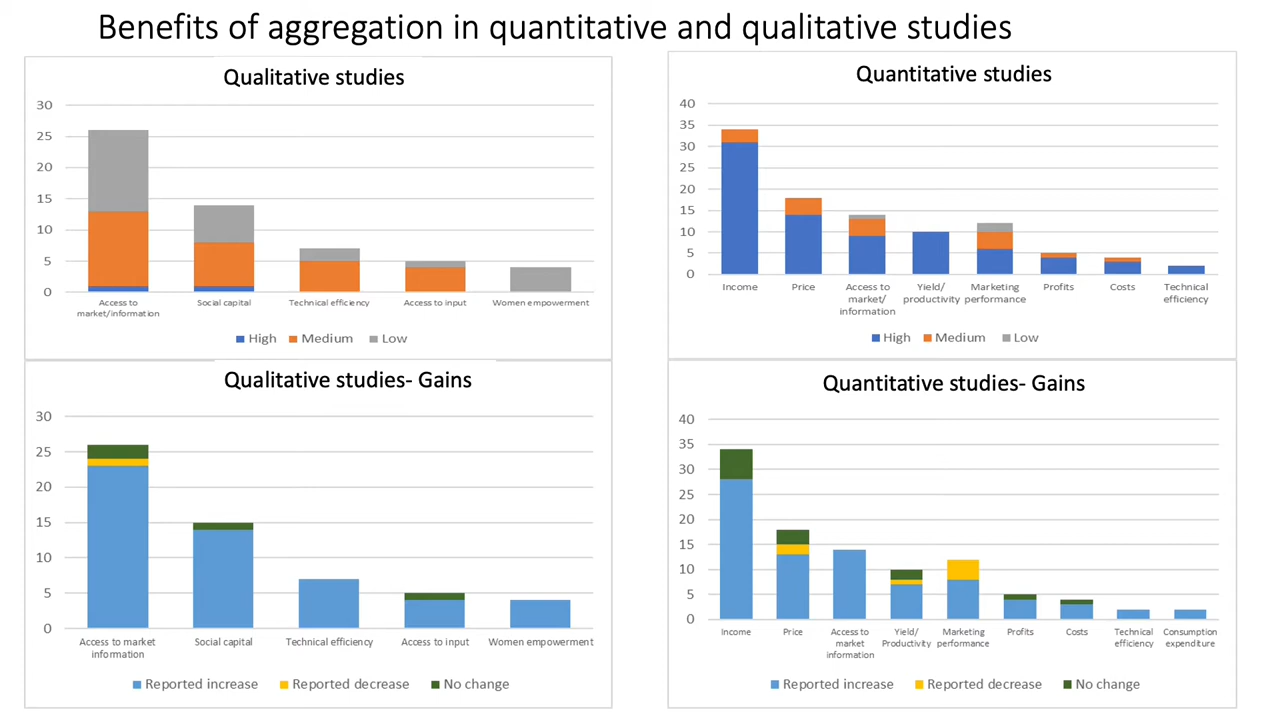 Benefits of aggregation in quantitative and qualitative studies
Qualitative studies
30
25
20
15
10
5
0
Access to
market/information
Social capital
Technical efficiency
Access to input
Women empowerment
High
Medium
Low
Quantitative studies
40
35
30
25
20
15
10
5
0
Income
Price
Access to
market/
information
Yield/
productivity
Marketing
performance
Profits
Costs
Technical
efficiency
High
Medium
Low
Qualitative studies- Gains
30
25
20
15
10
5
0
Access to market
information
Social capital
Technical efficiency
Access to input
Women empowerment
Reported increase
Reported decrease
No change
Quantitative studies- Gains
40
35
30
25
20
15
10
5
0
Income
Price
Access to
market
information
Yield/
Productivity
Marketing
performance
Profits
Costs
Technical
efficiency
Consumption
expenditure
Reported increase
Reported decrease
No change